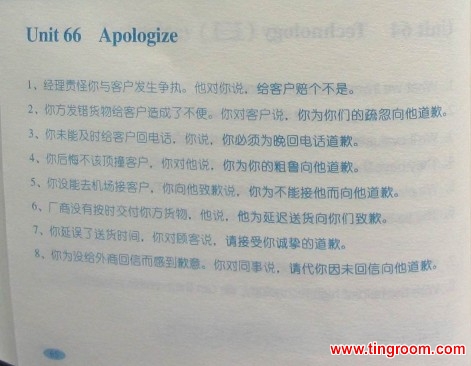 Unit 66 Apologize
1、经理责怪你与客户发生争执。他对你说，给客户赔个不是。
2、你方发错货物给客户造成了不便。你对客户说，你为你们的疏忽向他道歉。
3、你未能及时给客户回电话，你说，你必须为晚回电话道歉。
4、你后悔不该顶撞客户，你对他说，你为你的粗鲁向他道歉。
5、你没能去机场接客户，你向他致歉说，你为不能接他而向他道歉。
6、厂商没有按时交付你方货物，他说，他为延迟送货向你们致歉。
7、你延误了送货时间，你对顾客说，请接受你诚挚的道歉。
8、你为没给外商回信而感到歉意。你对同事说，请代你因未回信向他道歉。
www.tingroom.com